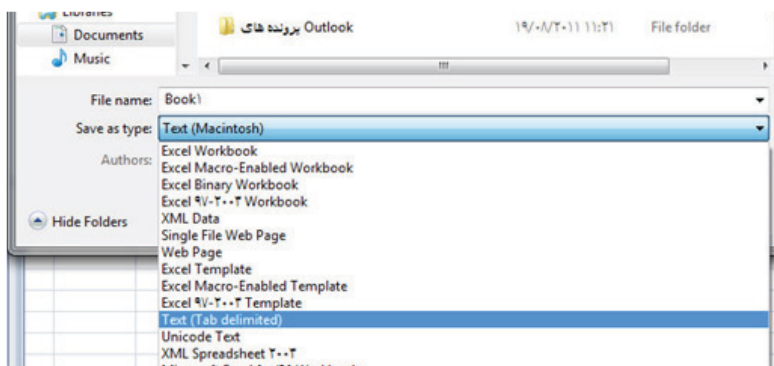 Libraries
Documents
Music
پرونده های Outlook
۱۹/۰۸/۲۰۱۱ ۱۱:۲۱
File folder
File name:
Book۱
Save as type:
Text (Macintosh)
Authors:
Excel Workbook
Excel Macro-Enabled Workbook
Excel Binary Workbook
Excel ۹۷-۲۰۰۳ Workbook
XML Data
Single File Web Page
Web Page
Excel Template
Excel Macro-Enabled Template
Excel ۹۷-۲۰۰۳ Template
Text (Tab delimited)
Unicode Text
XML Spreadsheet ۲۰۰۳
Hide Folders